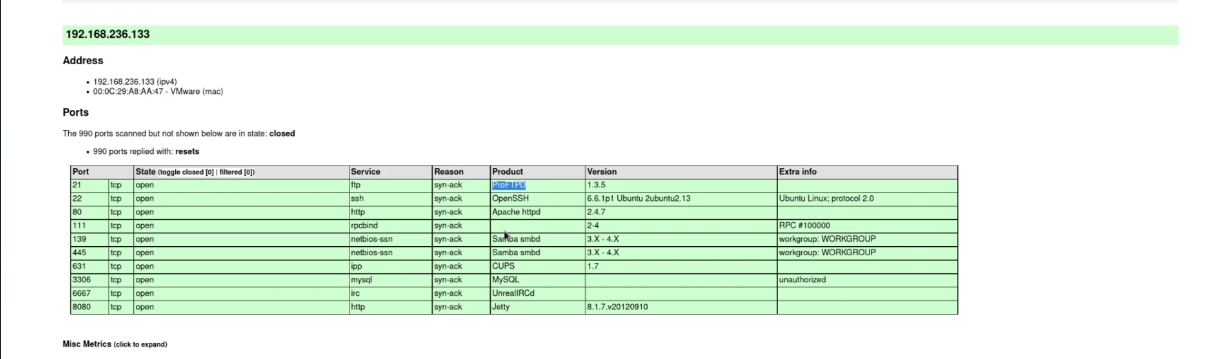 192.168.236.133
Address
• 192.168.236.133 (ipv4)
• 00:0C:29:A8:AA:47 - VMware (mac)
Ports
The 990 ports scanned but not shown below are in state: closed
• 990 ports replied with: resets
Port State (toggle closed [0] | filtered [0]) Service Reason Product Version Extra info
21 tcp open ftp syn-ack ProFTPD 1.3.5
22 tcp open ssh syn-ack OpenSSH 6.6.1p1 Ubuntu 2ubuntu2.13 Ubuntu Linux; protocol 2.0
80 tcp open http syn-ack Apache httpd 2.4.7
111 tcp open rpcbind syn-ack 2-4 RPC #100000
139 tcp open netbios-ssn syn-ack Samba smbd 3.X - 4.X workgroup: WORKGROUP
445 tcp open netbios-ssn syn-ack Samba smbd 3.X - 4.X workgroup: WORKGROUP
631 tcp open ipp syn-ack CUPS 1.7
3306 tcp open mysql syn-ack MySQL unauthorized
6667 tcp open irc syn-ack UnrealIRCd
8080 tcp open http syn-ack Jetty 8.1.7.v20120910
Misc Metrics (click to expand)